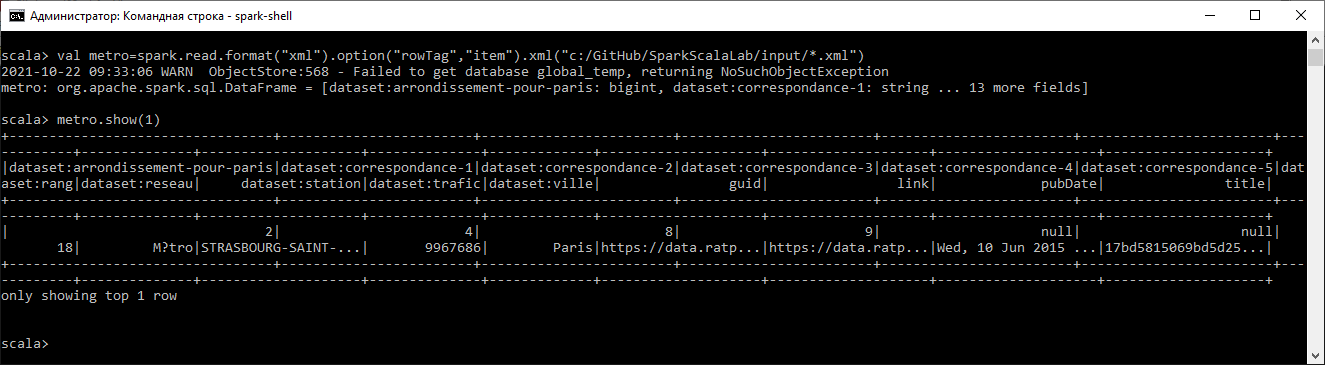 Администратор: Командная строка - spark-shell
scala> val metro=spark.read.format("xml").option("rowTag","item").xml("c:/GitHub/SparkScalaLab/input/*.xml")
2021-10-22 09:33:06 WARN  ObjectStore:568 - Failed to get database global_temp, returning NoSuchObjectException
metro: org.apache.spark.sql.DataFrame = [dataset:arrondissement-pour-paris: bigint, dataset:correspondance-1: string ... 13 more fields]
scala> metro.show(1)
+---------------------------------+------------------------+------------------------+------------------------+------------------------+------------------------+---
---------+--------------+--------------------+--------------+-------------+--------------------+--------------------+--------------------+--------------------+
|dataset:arrondissement-pour-paris|dataset:correspondance-1|dataset:correspondance-2|dataset:correspondance-3|dataset:correspondance-4|dataset:correspondance-5|dat
aset:rang|dataset:reseau|     dataset:station|dataset:trafic|dataset:ville|                guid|                link|             pubDate|               title|
+---------------------------------+------------------------+------------------------+------------------------+------------------------+------------------------+---
---------+--------------+--------------------+--------------+-------------+--------------------+--------------------+--------------------+--------------------+
|                                2|                       4|                       8|                       9|                    null|                    null|
       18|         M?tro|STRASBOURG-SAINT-...|       9967686|        Paris|https://data.ratp...|https://data.ratp...|Wed, 10 Jun 2015 ...|17bd5815069bd5d25...|
+---------------------------------+------------------------+------------------------+------------------------+------------------------+------------------------+---
---------+--------------+--------------------+--------------+-------------+--------------------+--------------------+--------------------+--------------------+
only showing top 1 row
scala>